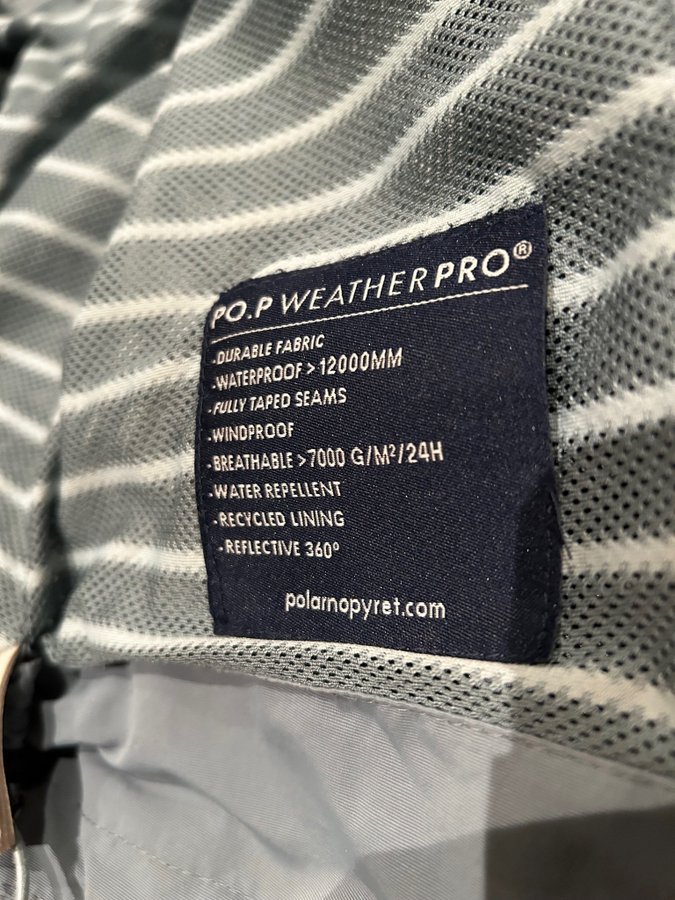 PO.P WEATHERPRO®
-DURABLE FABRIC
-WATERPROOF > 12000MM
-FULLY TAPED SEAMS
-WINDPROOF
-BREATHABLE >7000 G/M²/24H
-WATER REPELLENT
-RECYCLED LINING
-REFLECTIVE 360°
polarnopyret.com